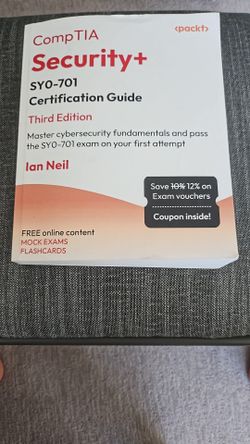 <packt>
CompTIA
Security+
SY0-701
Certification Guide
Third Edition
Master cybersecurity fundamentals and pass
the SY0-701 exam on your first attempt
Ian Neil
Save 10% 12% on
Exam vouchers
Coupon inside!
FREE online content
MOCK EXAMS
FLASHCARDS